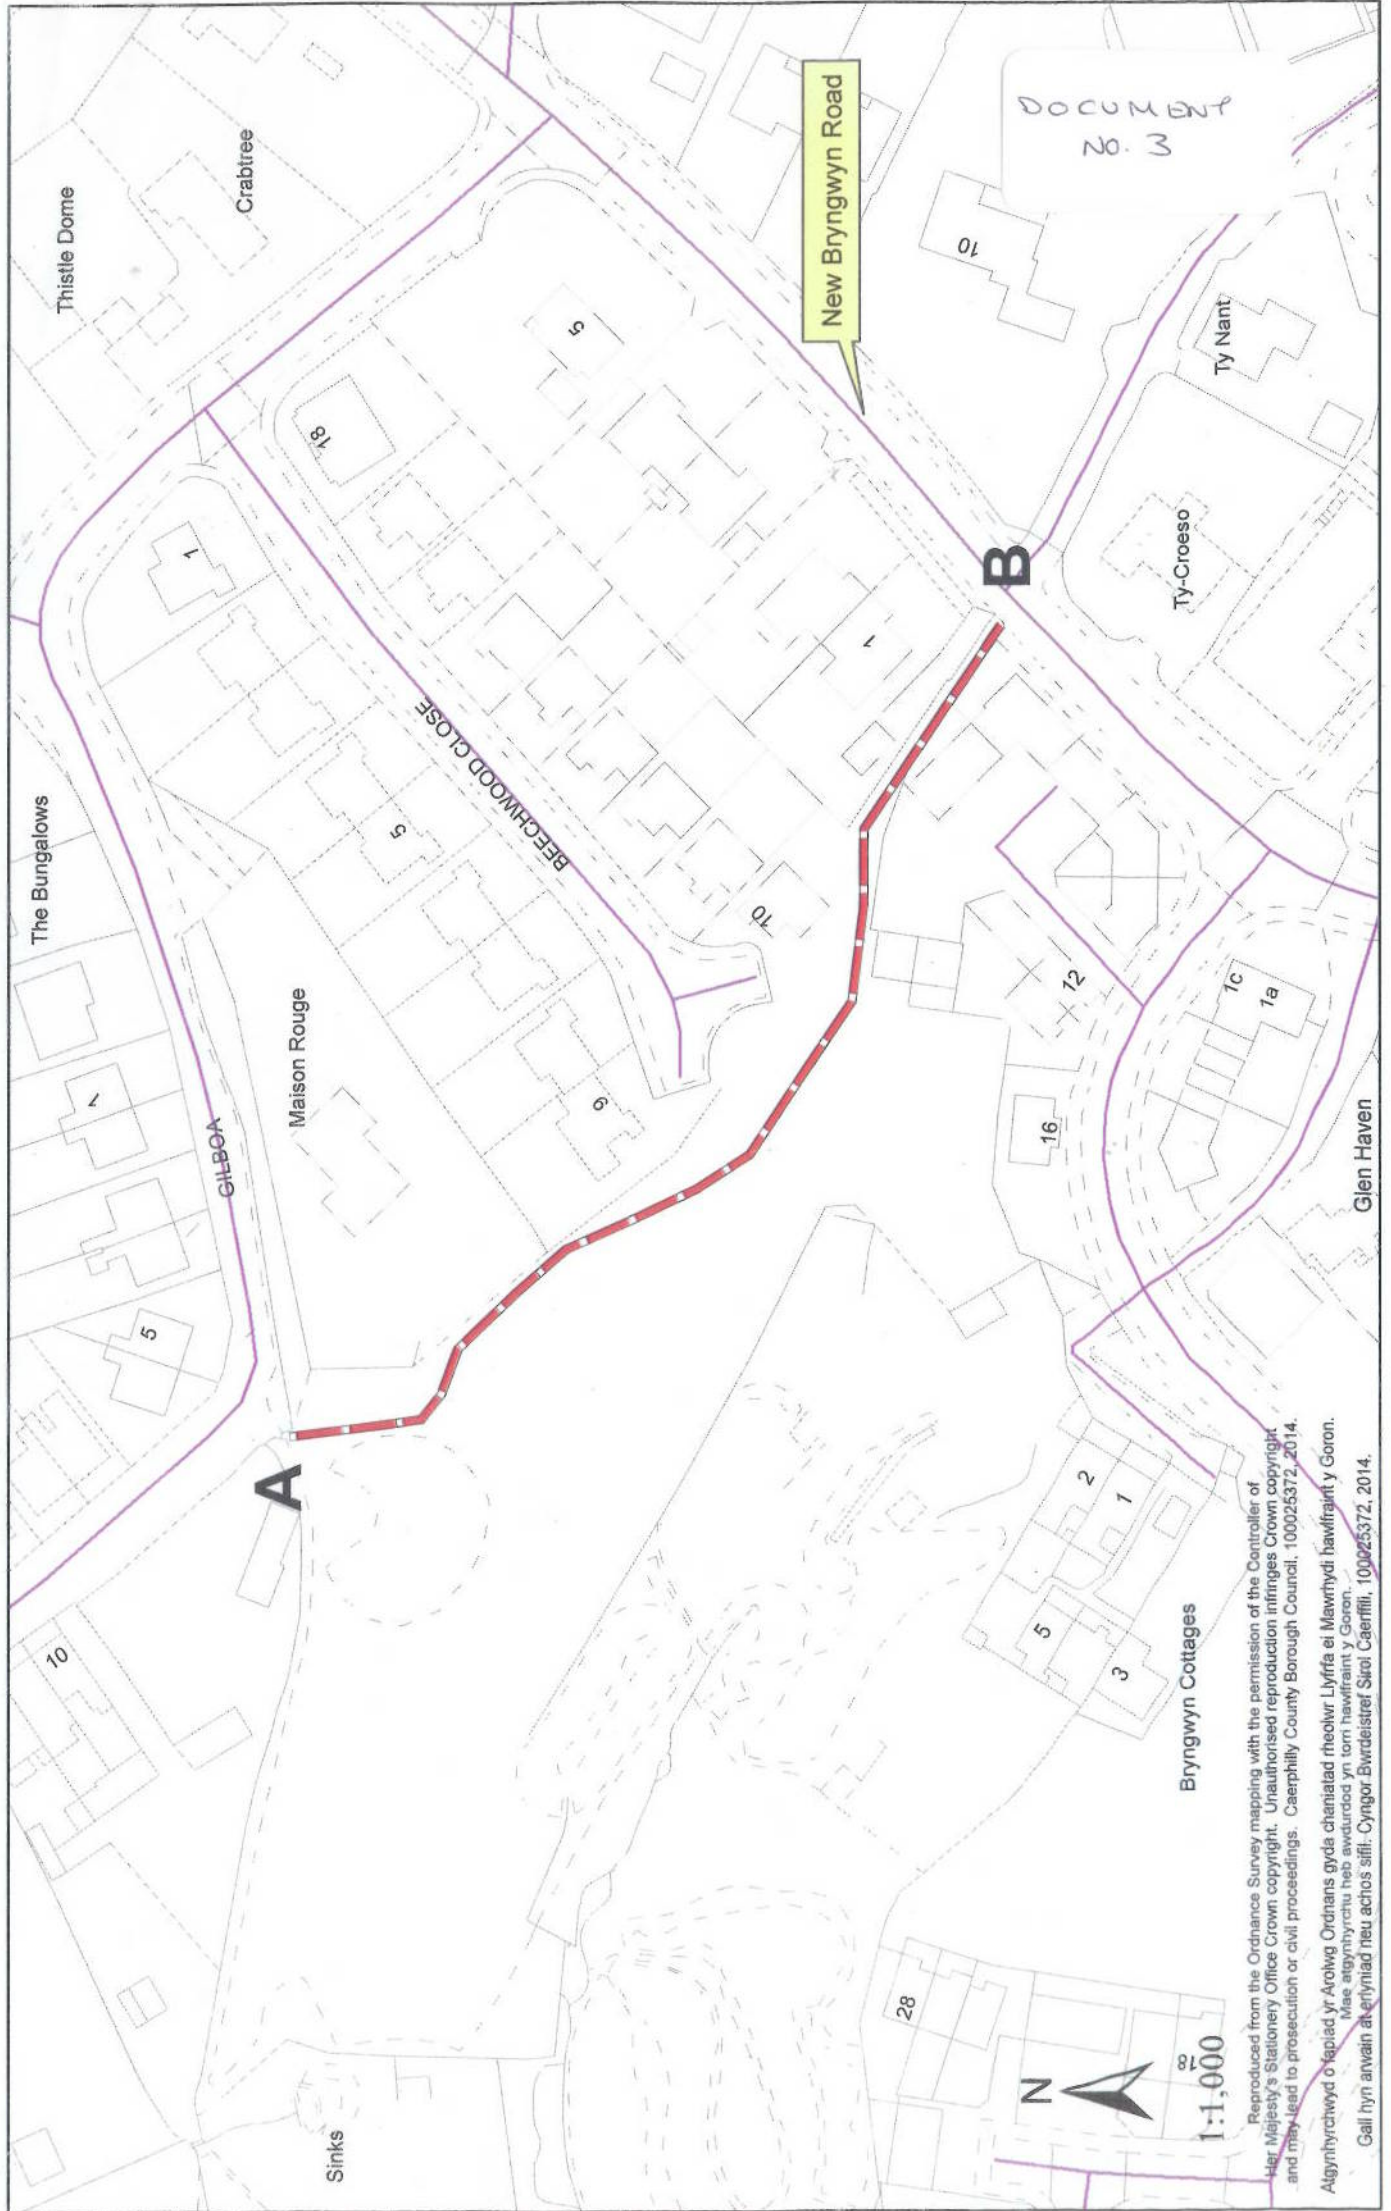 Thistle Dome
Crabtree
The Bungalows
Maison Rouge
GILBOA
BEECHWOOD CLOSE
New Bryngwyn Road
DOCUMENT
NO. 3
Ty Nant
Ty-Croeso
Glen Haven
Bryngwyn Cottages
Sinks
A
B
18
5
1
5
7
5
10
9
10
1
10
12
16
1c
1a
2
1
5
3
28
18
N
1:1,000
Reproduced from the Ordnance Survey mapping with the permission of the Controller of
Her Majesty's Stationery Office Crown copyright. Unauthorised reproduction infringes Crown copyright
and may lead to prosecution or civil proceedings. Caerphilly County Borough Council, 100025372, 2014.
Atgynhyrchwyd o fapiad yr Arolwg Ordnans gyda chaniatad rheolwr Llyfrfa ei Mawrhydi hawlfraint y Goron.
Mae atgynhyrchu heb awdurdod yn torri hawlfraint y Goron.
Gall hyn arwain at erlyniad neu achos sifil. Cyngor Bwrdeistref Sirol Caerffili, 100025372, 2014.